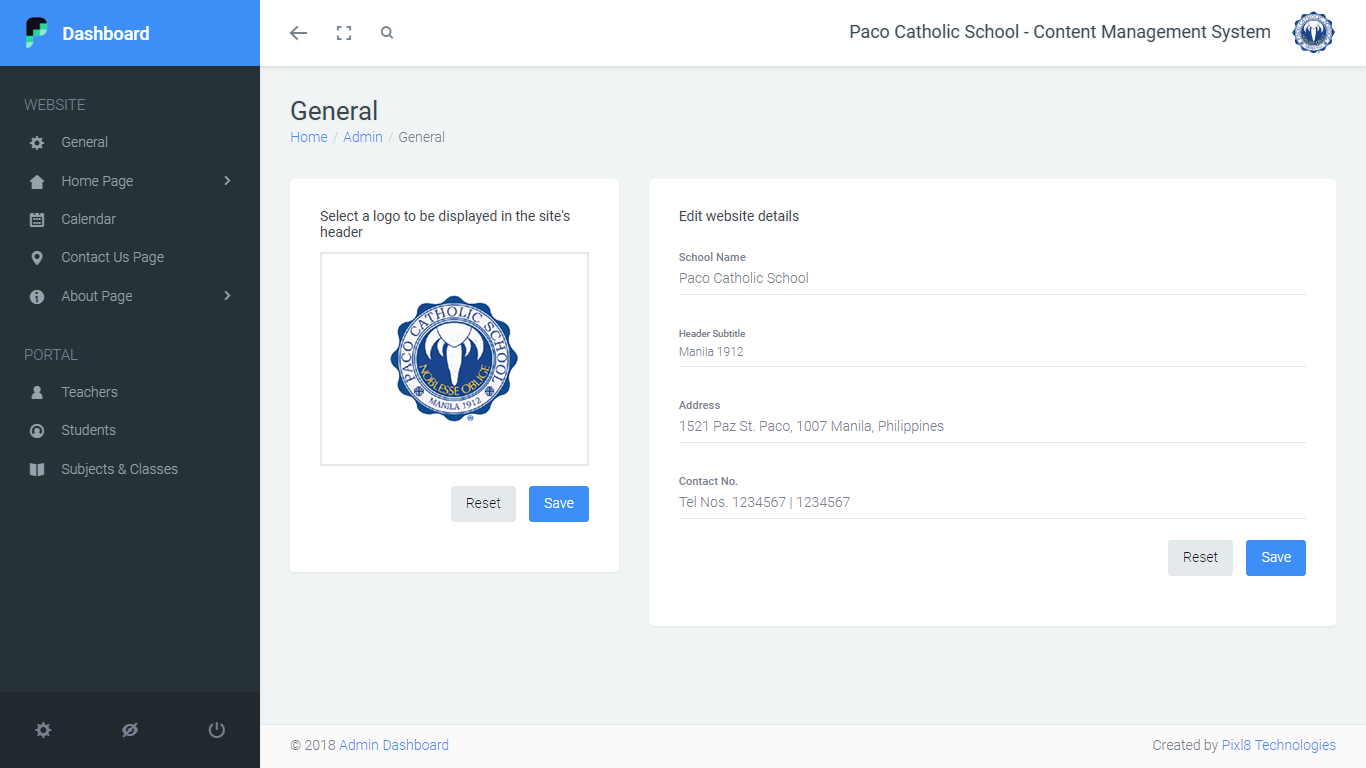 Dashboard
Paco Catholic School - Content Management System
WEBSITE
General
Home Page
Calendar
Contact Us Page
About Page
PORTAL
Teachers
Students
Subjects & Classes
General
Home / Admin / General
Select a logo to be displayed in the site's
header
PACO CATHOLIC SCHOOL
NOBLESSE OBLIGE
MANILA 1912
®
Reset
Save
Edit website details
School Name
Paco Catholic School
Header Subtitle
Manila 1912
Address
1521 Paz St. Paco, 1007 Manila, Philippines
Contact No.
Tel Nos. 1234567 | 1234567
Reset
Save
© 2018 Admin Dashboard
Created by Pixl8 Technologies